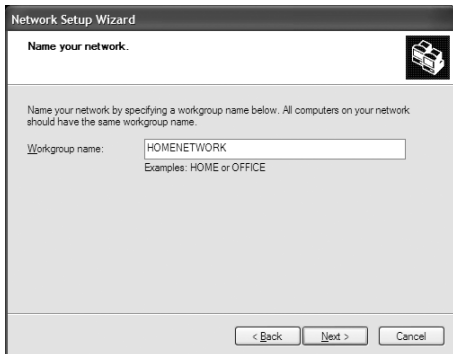 Network Setup Wizard
Name your network.
Name your network by specifying a workgroup name below. All computers on your network
should have the same workgroup name.
Workgroup name:
HOMENETWORK
Examples: HOME or OFFICE
< Back
Next >
Cancel